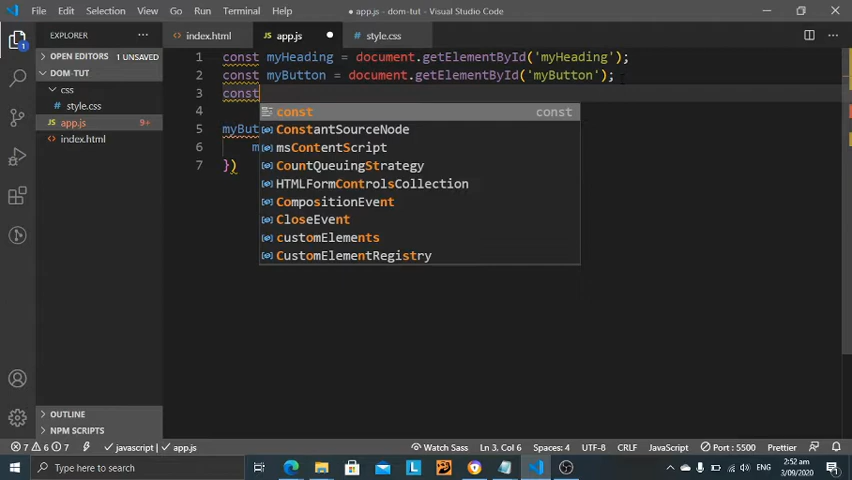 File Edit Selection View Go Run Terminal Help
● app.js - dom-tut - Visual Studio Code
EXPLORER
index.html
app.js
style.css
OPEN EDITORS 1 UNSAVED
DOM-TUT
css
style.css
app.js 9+
index.html
1 const myHeading = document.getElementById('myHeading');
2 const myButton = document.getElementById('myButton');
3 const
4
5 myBut
6 m
7 })
const const
ConstantSourceNode
msContentScript
CountQueuingStrategy
HTMLFormControlsCollection
CompositionEvent
CloseEvent
customElements
CustomElementRegistry
OUTLINE
NPM SCRIPTS
7 6 7 javascript | app.js Watch Sass Ln 3, Col 6 Spaces: 4 UTF-8 CRLF JavaScript Port : 5500 Prettier
Type here to search
ENG
2:52 am
3/09/2020